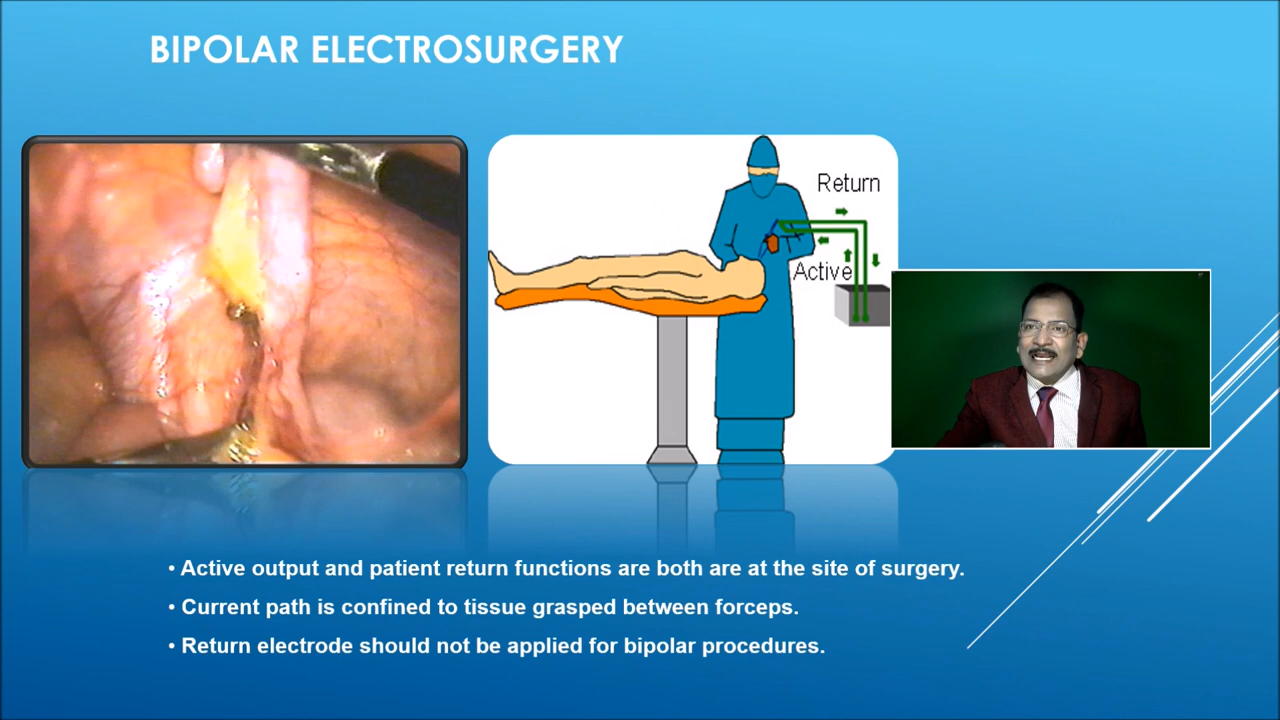 BIPOLAR ELECTROSURGERY
Return
Active
• Active output and patient return functions are both are at the site of surgery.
• Current path is confined to tissue grasped between forceps.
• Return electrode should not be applied for bipolar procedures.